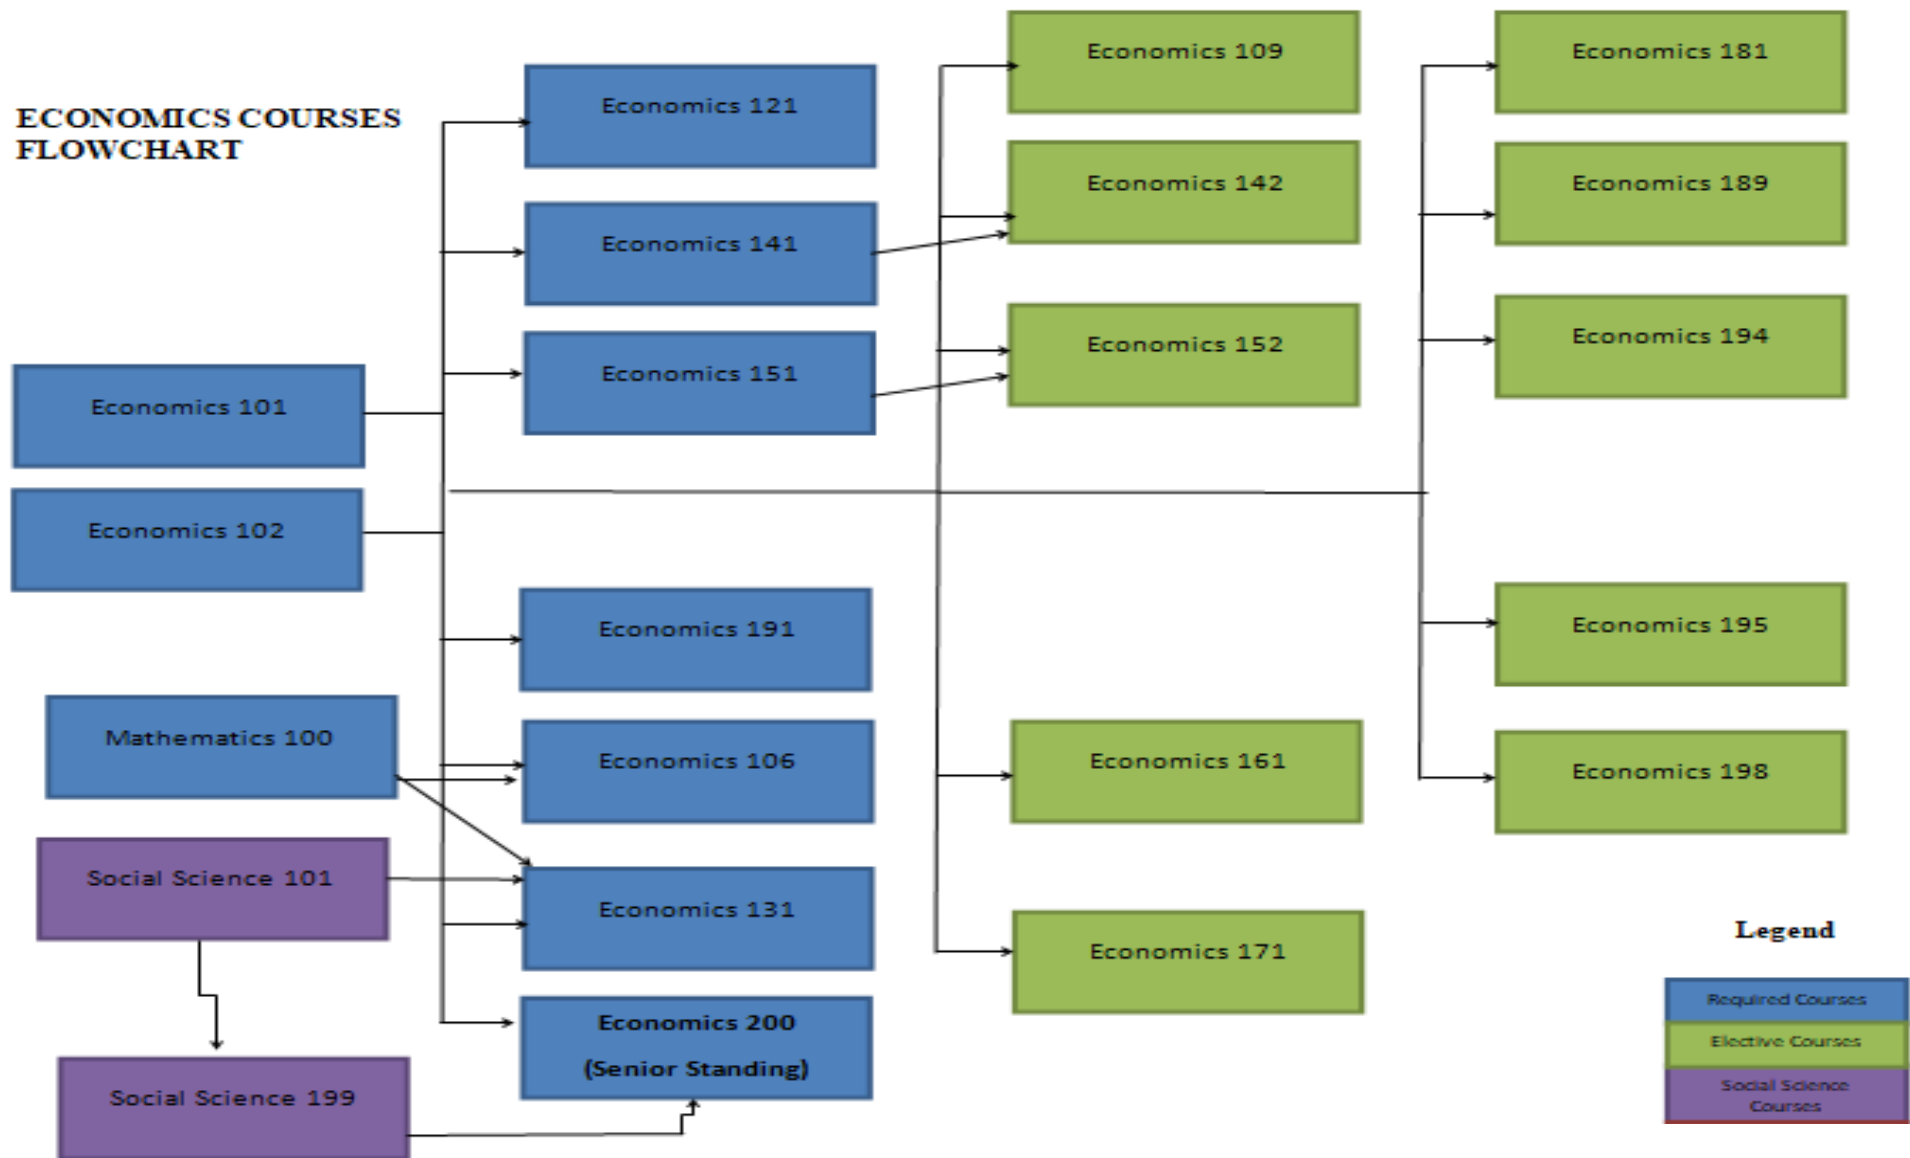 ECONOMICS COURSES
FLOWCHART
Economics 101
Economics 102
Mathematics 100
Social Science 101
Social Science 199
Economics 121
Economics 141
Economics 151
Economics 191
Economics 106
Economics 131
Economics 200
(Senior Standing)
Economics 109
Economics 142
Economics 152
Economics 161
Economics 171
Economics 181
Economics 189
Economics 194
Economics 195
Economics 198
Legend
Required Courses
Elective Courses
Social Science
Courses